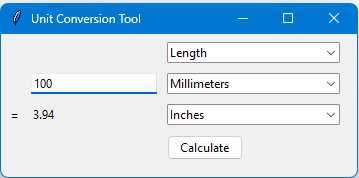 Unit Conversion Tool
Length
100 Millimeters
= 3.94 Inches
Calculate